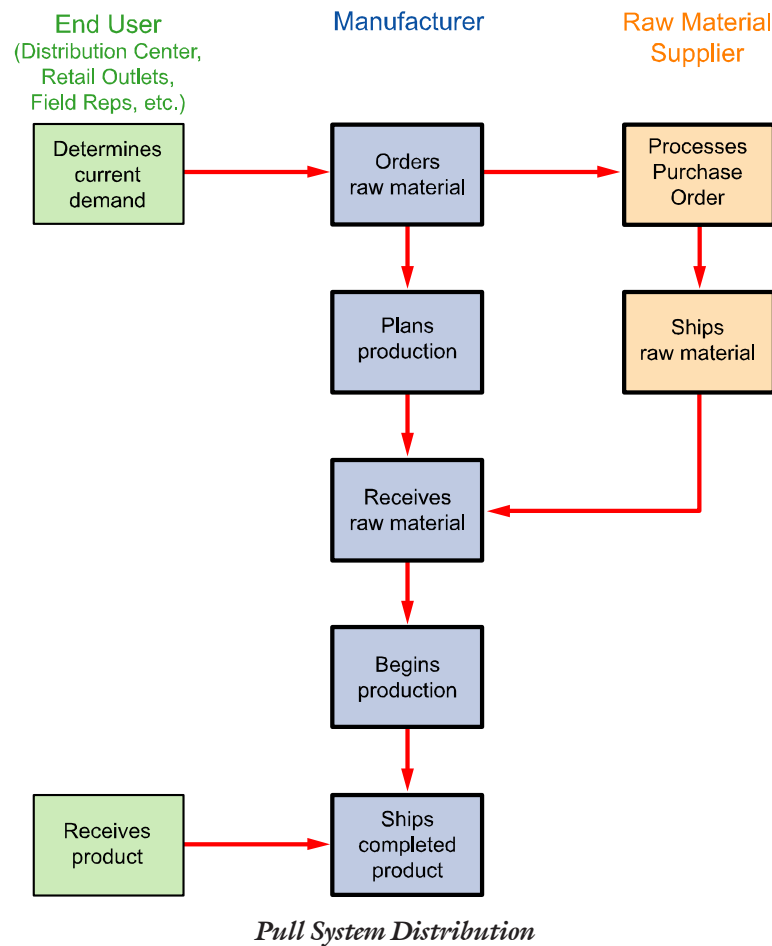 End User
(Distribution Center,
Retail Outlets,
Field Reps, etc.)
Manufacturer
Raw Material
Supplier
Determines
current
demand
Orders
raw material
Processes
Purchase
Order
Plans
production
Ships
raw material
Receives
raw material
Begins
production
Receives
product
Ships
completed
product
Pull System Distribution